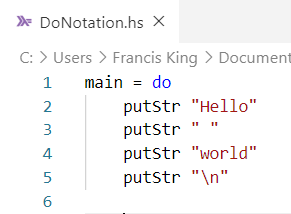 DoNotation.hs ×
C: > Users > Francis King > Document
1 main = do
2     putStr "Hello"
3     putStr " "
4     putStr "world"
5     putStr "\n"
6